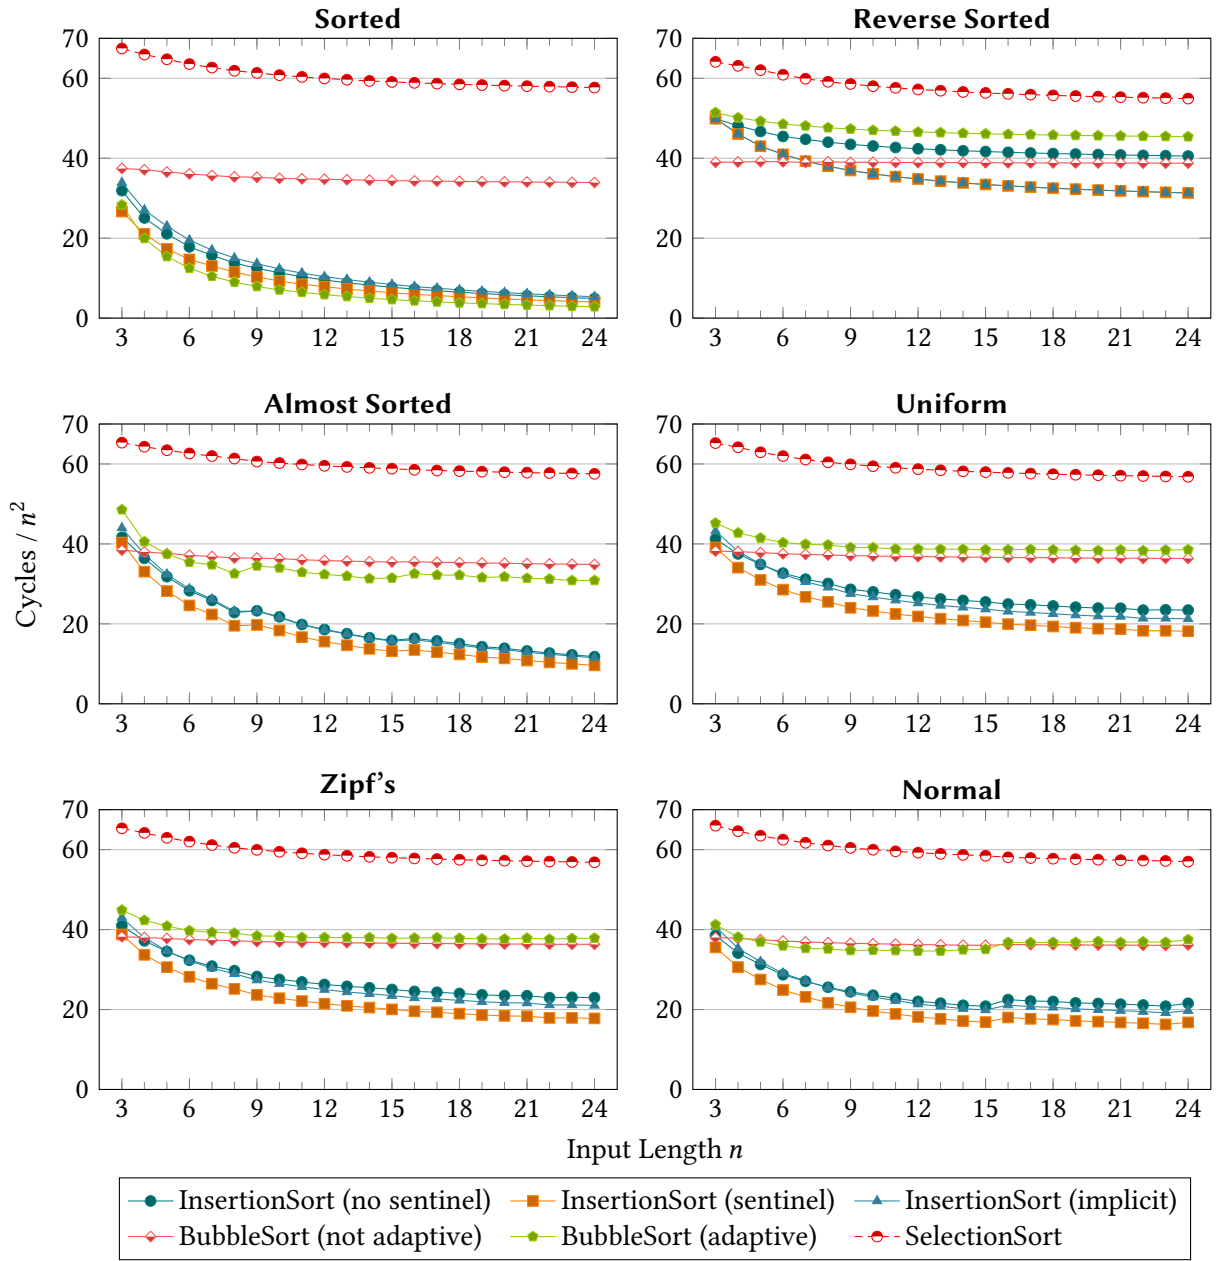 Sorted
Reverse Sorted
70
60
40
20
0
3 6 9 12 15 18 21 24
70
60
40
20
0
3 6 9 12 15 18 21 24
Almost Sorted
Uniform
70
60
40
20
0
3 6 9 12 15 18 21 24
70
60
40
20
0
3 6 9 12 15 18 21 24
Cycles / n²
Zipf's
Normal
70
60
40
20
0
3 6 9 12 15 18 21 24
70
60
40
20
0
3 6 9 12 15 18 21 24
Input Length n
InsertionSort (no sentinel) InsertionSort (sentinel) InsertionSort (implicit)
BubbleSort (not adaptive) BubbleSort (adaptive) SelectionSort